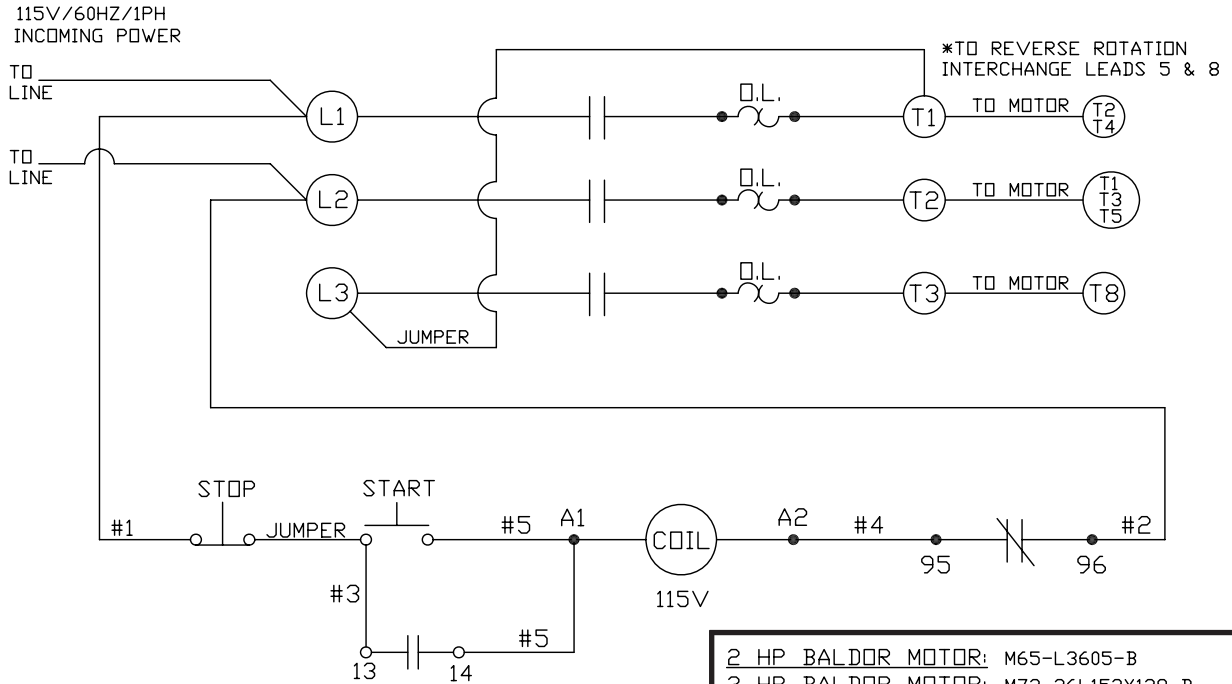 115V/60HZ/1PH
INCOMING POWER
TO
LINE
TO
LINE
*TO REVERSE ROTATION
INTERCHANGE LEADS 5 & 8
L1
O.L.
T1
TO MOTOR
T2
T4
L2
O.L.
T2
TO MOTOR
T1
T3
T5
L3
O.L.
T3
TO MOTOR
T8
JUMPER
STOP
START
#1
JUMPER
#5
A1
COIL
A2
#4
#2
95
96
115V
#3
#5
13
14
2 HP BALDOR MOTOR: M65-L3605-B